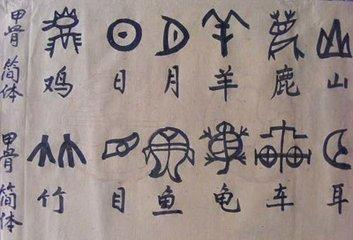 甲骨
简体 鸡 日 月 羊 鹿 山
甲骨
简体 竹 目 鱼 龟 车 耳